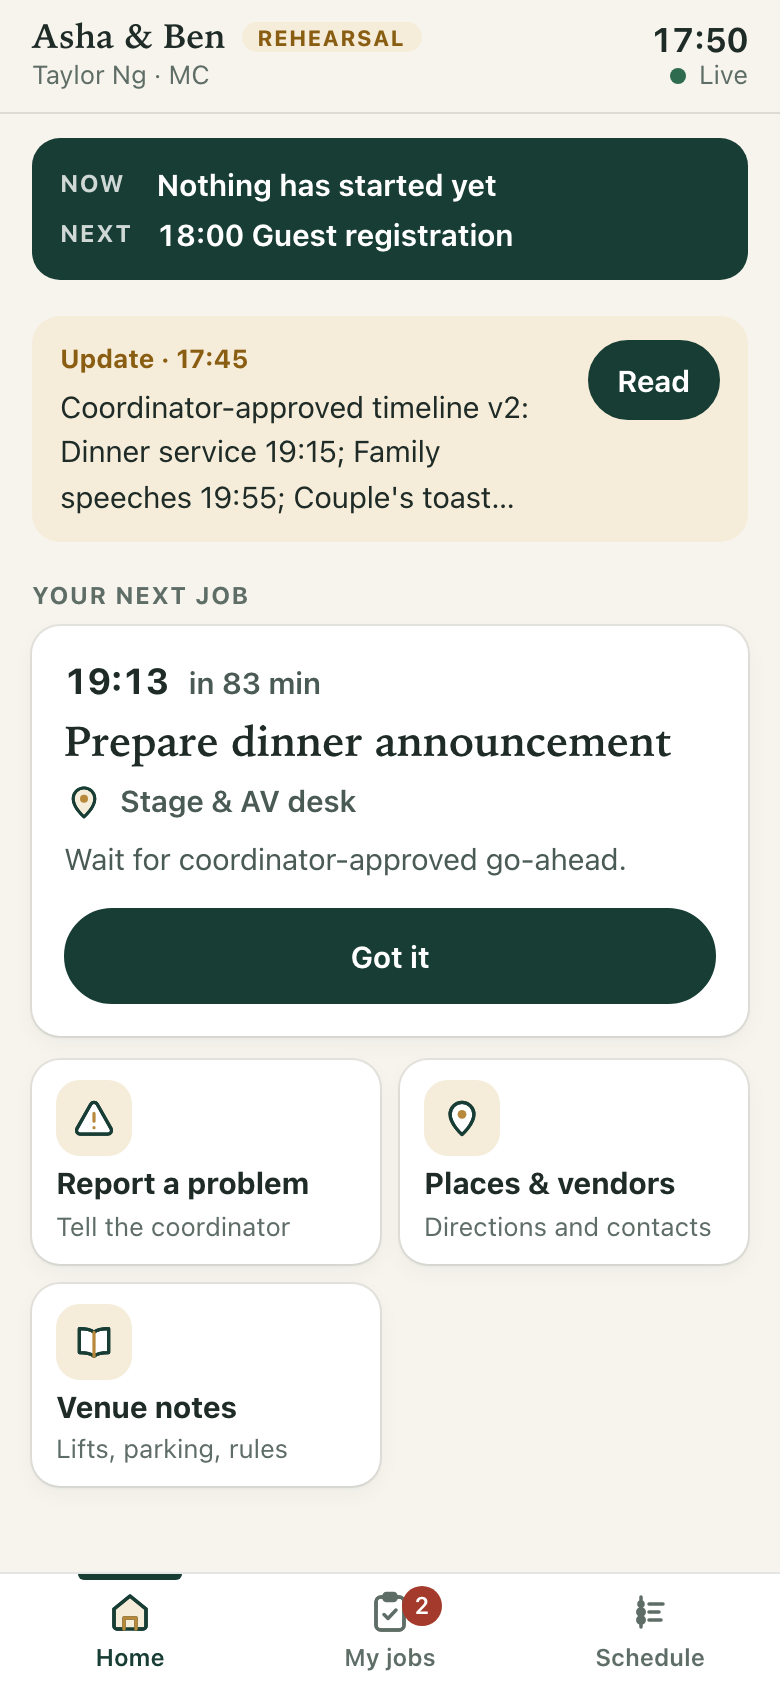 Asha & Ben REHEARSAL
17:50
Taylor Ng · MC
Live
NOW Nothing has started yet
NEXT 18:00 Guest registration
Update · 17:45
Read
Coordinator-approved timeline v2:
Dinner service 19:15; Family
speeches 19:55; Couple's toast...
YOUR NEXT JOB
19:13 in 83 min
Prepare dinner announcement
Stage & AV desk
Wait for coordinator-approved go-ahead.
Got it
Report a problem
Tell the coordinator
Places & vendors
Directions and contacts
Venue notes
Lifts, parking, rules
Home
My jobs 2
Schedule